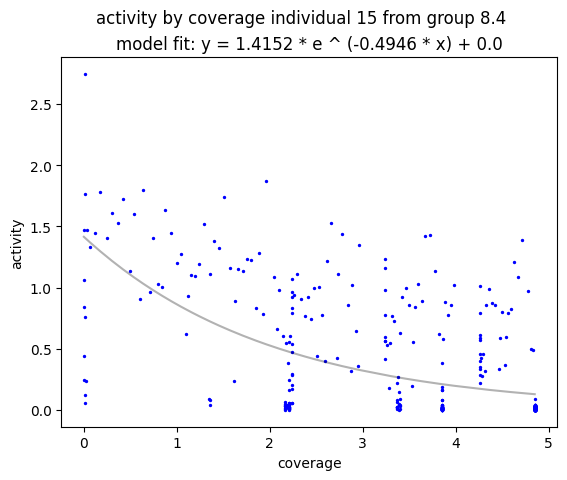 activity by coverage individual 15 from group 8.4
model fit: y = 1.4152 * e ^ (-0.4946 * x) + 0.0
2.5
2.0
1.5
1.0
0.5
0.0
activity
0 1 2 3 4 5
coverage